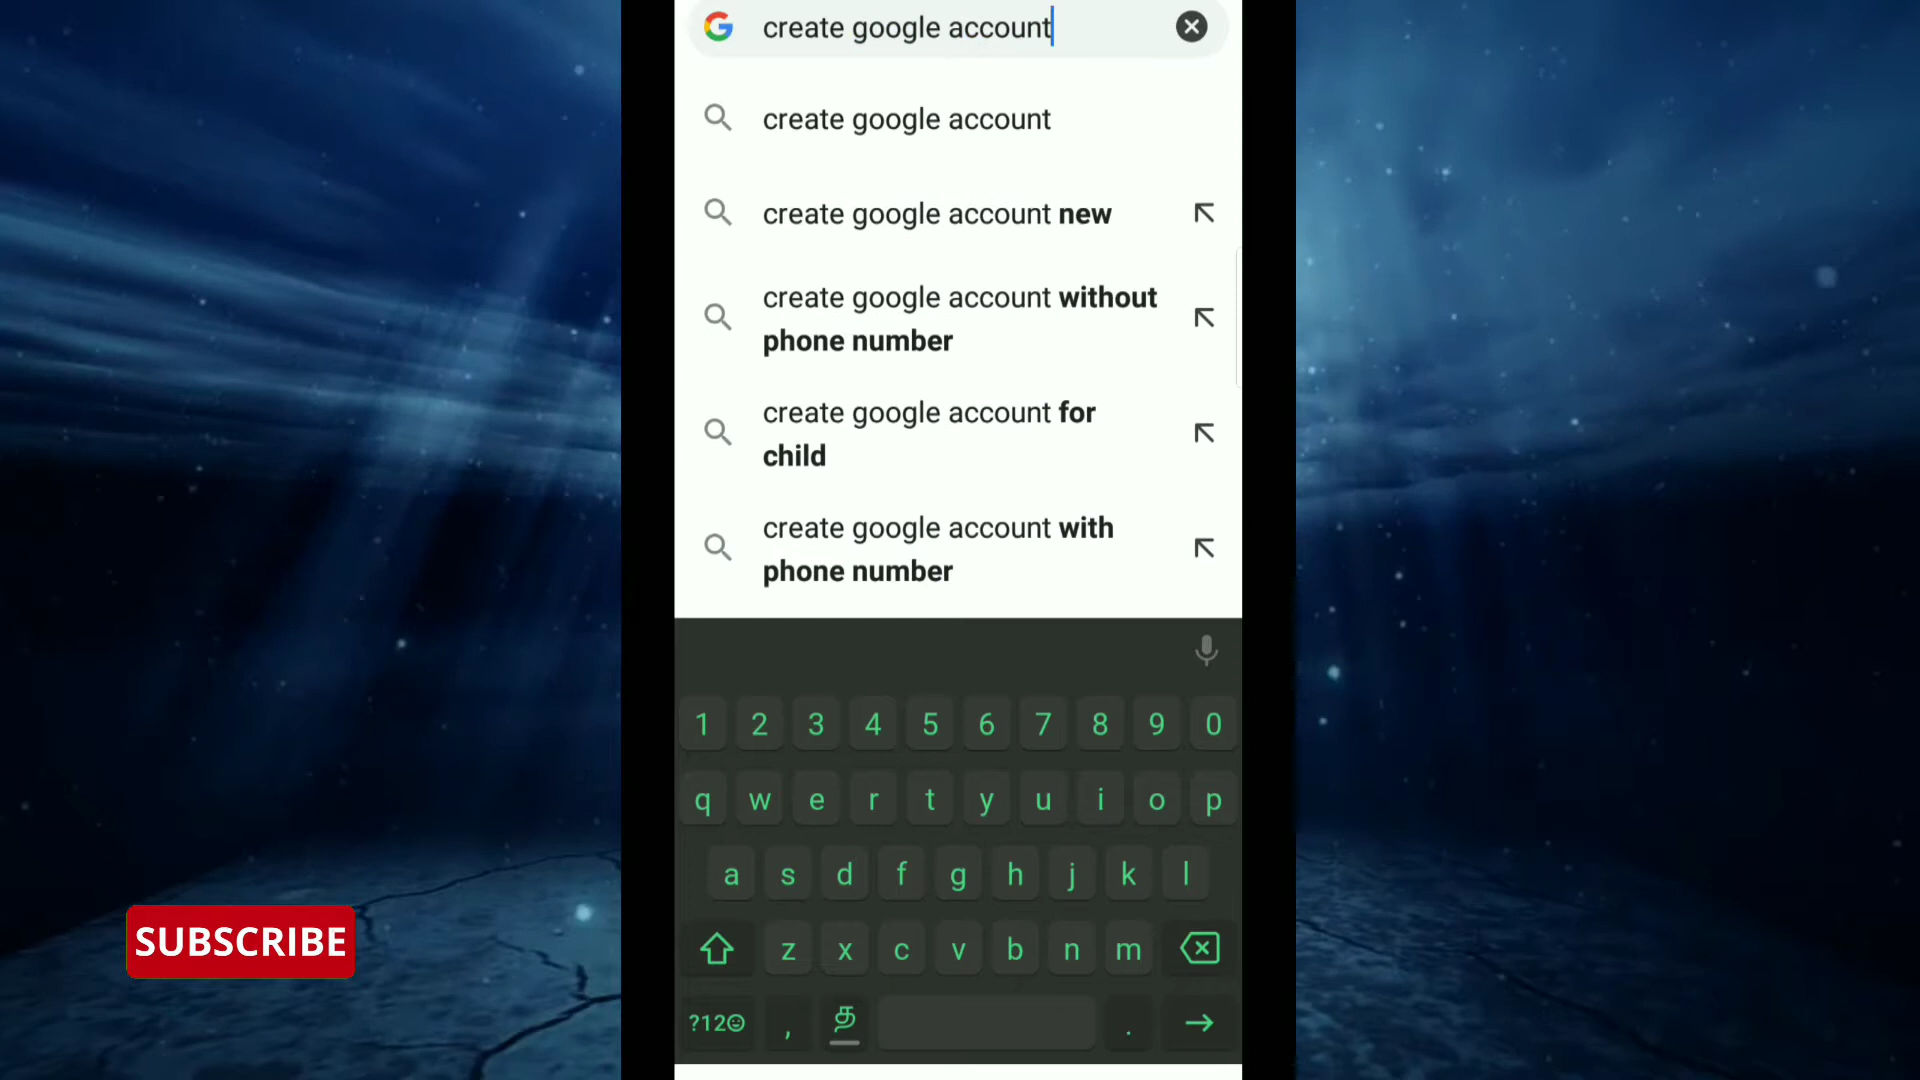 create google account
create google account
create google account new
create google account without
phone number
create google account for
child
create google account with
phone number
1 2 3 4 5 6 7 8 9 0
q w e r t y u i o p
a s d f g h j k l
SUBSCRIBE
z x c v b n m
?12☺ , த .